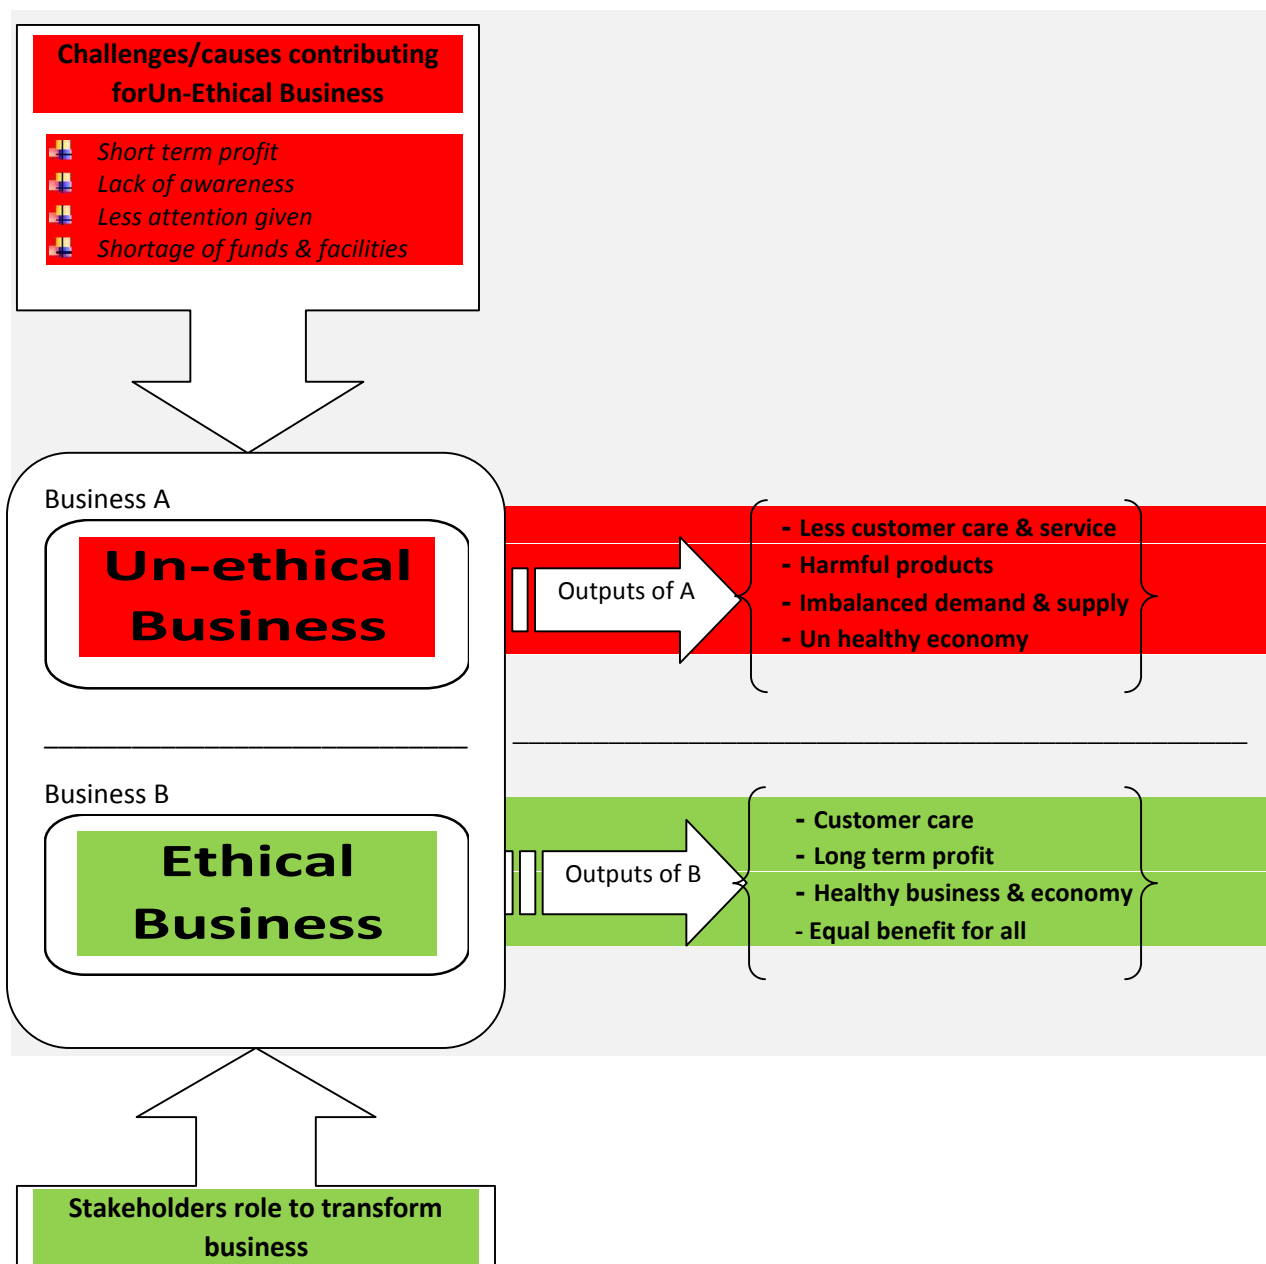 Challenges/causes contributing
forUn-Ethical Business
Short term profit
Lack of awareness
Less attention given
Shortage of funds & facilities
Business A
Un-ethical
Business
Outputs of A
- Less customer care & service
- Harmful products
- Imbalanced demand & supply
- Un healthy economy
Business B
Ethical
Business
Outputs of B
- Customer care
- Long term profit
- Healthy business & economy
- Equal benefit for all
Stakeholders role to transform
business